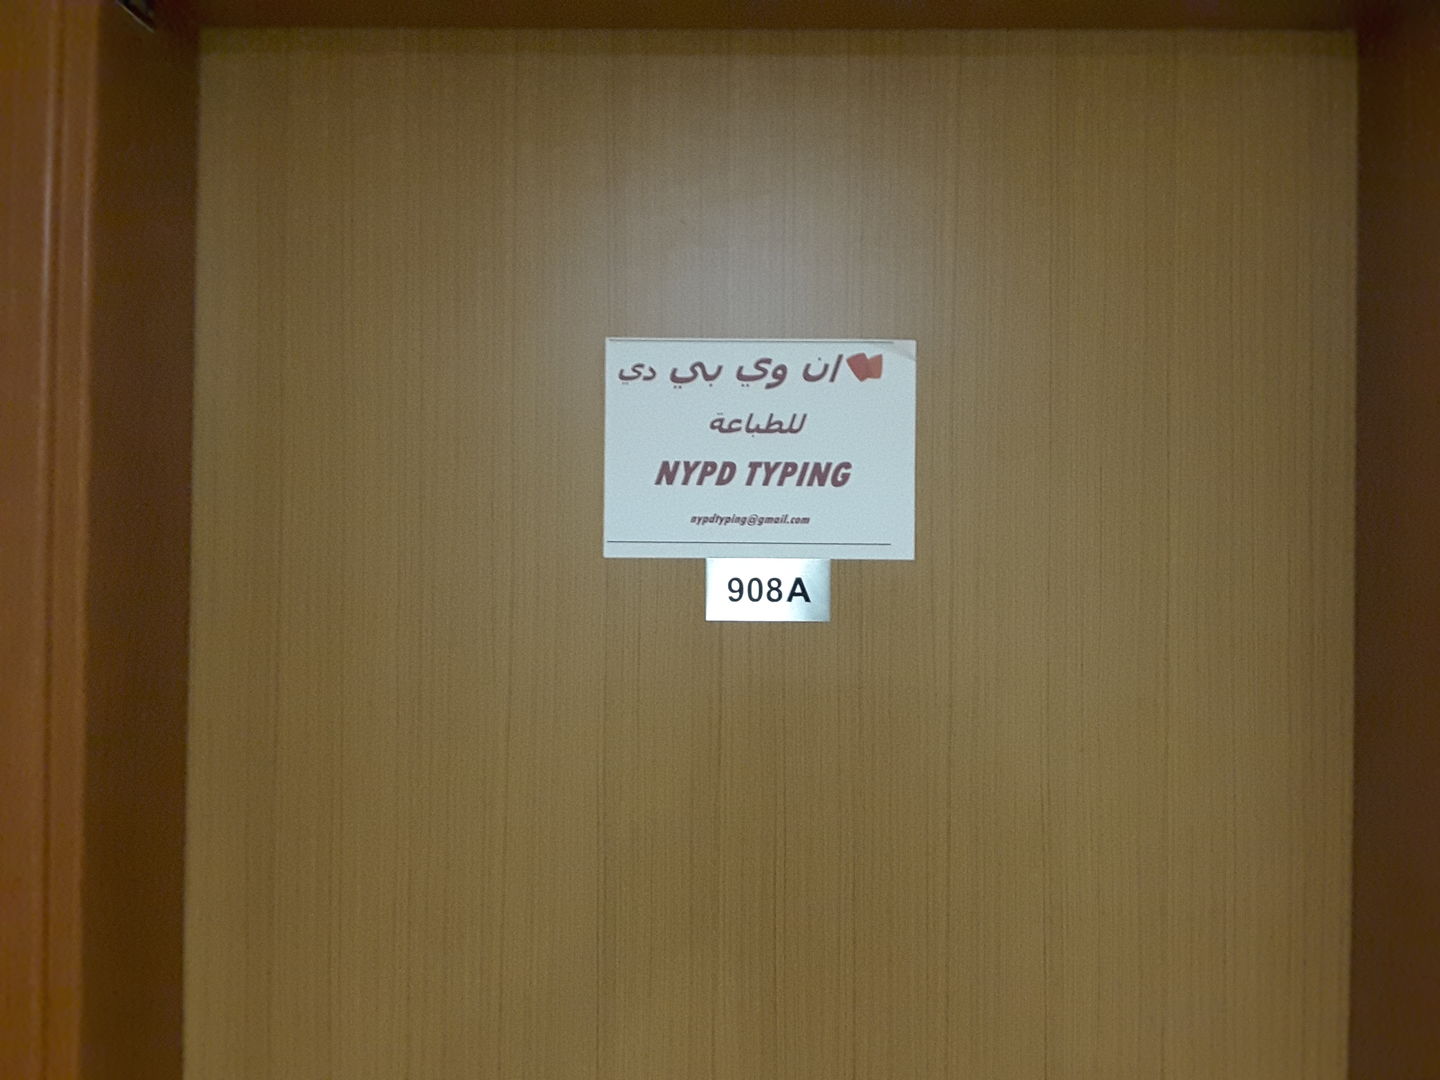 ان وي بي دي
للطباعة
NYPD TYPING
nypdtyping@gmail.com
908A